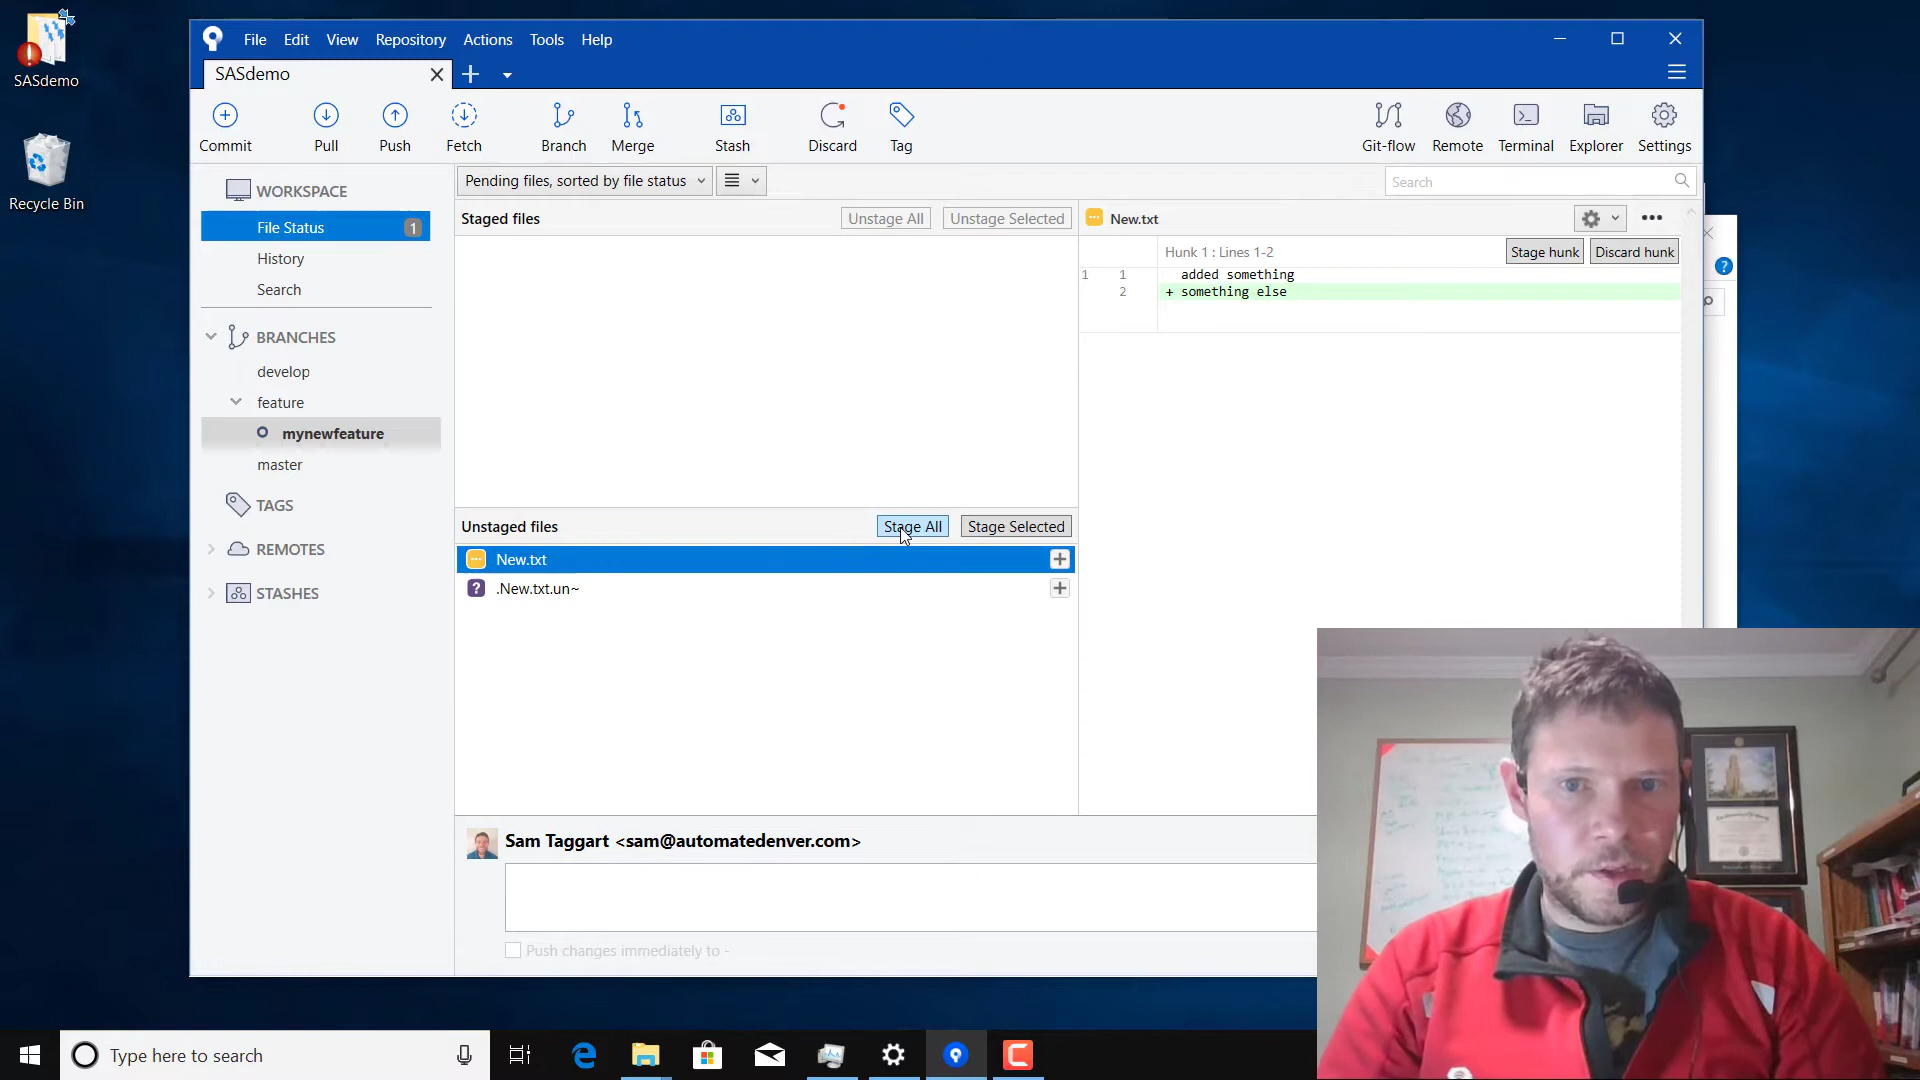 SASdemo
Recycle Bin
File Edit View Repository Actions Tools Help
SASdemo
Commit Pull Push Fetch Branch Merge Stash Discard Tag Git-flow Remote Terminal Explorer Settings
WORKSPACE
File Status 1
History
Search
BRANCHES
develop
feature
mynewfeature
master
TAGS
REMOTES
STASHES
Pending files, sorted by file status
Search
Staged files Unstage All Unstage Selected
New.txt
Hunk 1 : Lines 1-2 Stage hunk Discard hunk
1 1 added something
2 + something else
Unstaged files Stage All Stage Selected
New.txt
? .New.txt.un~
Sam Taggart <sam@automatedenver.com>
Push changes immediately to -
Type here to search